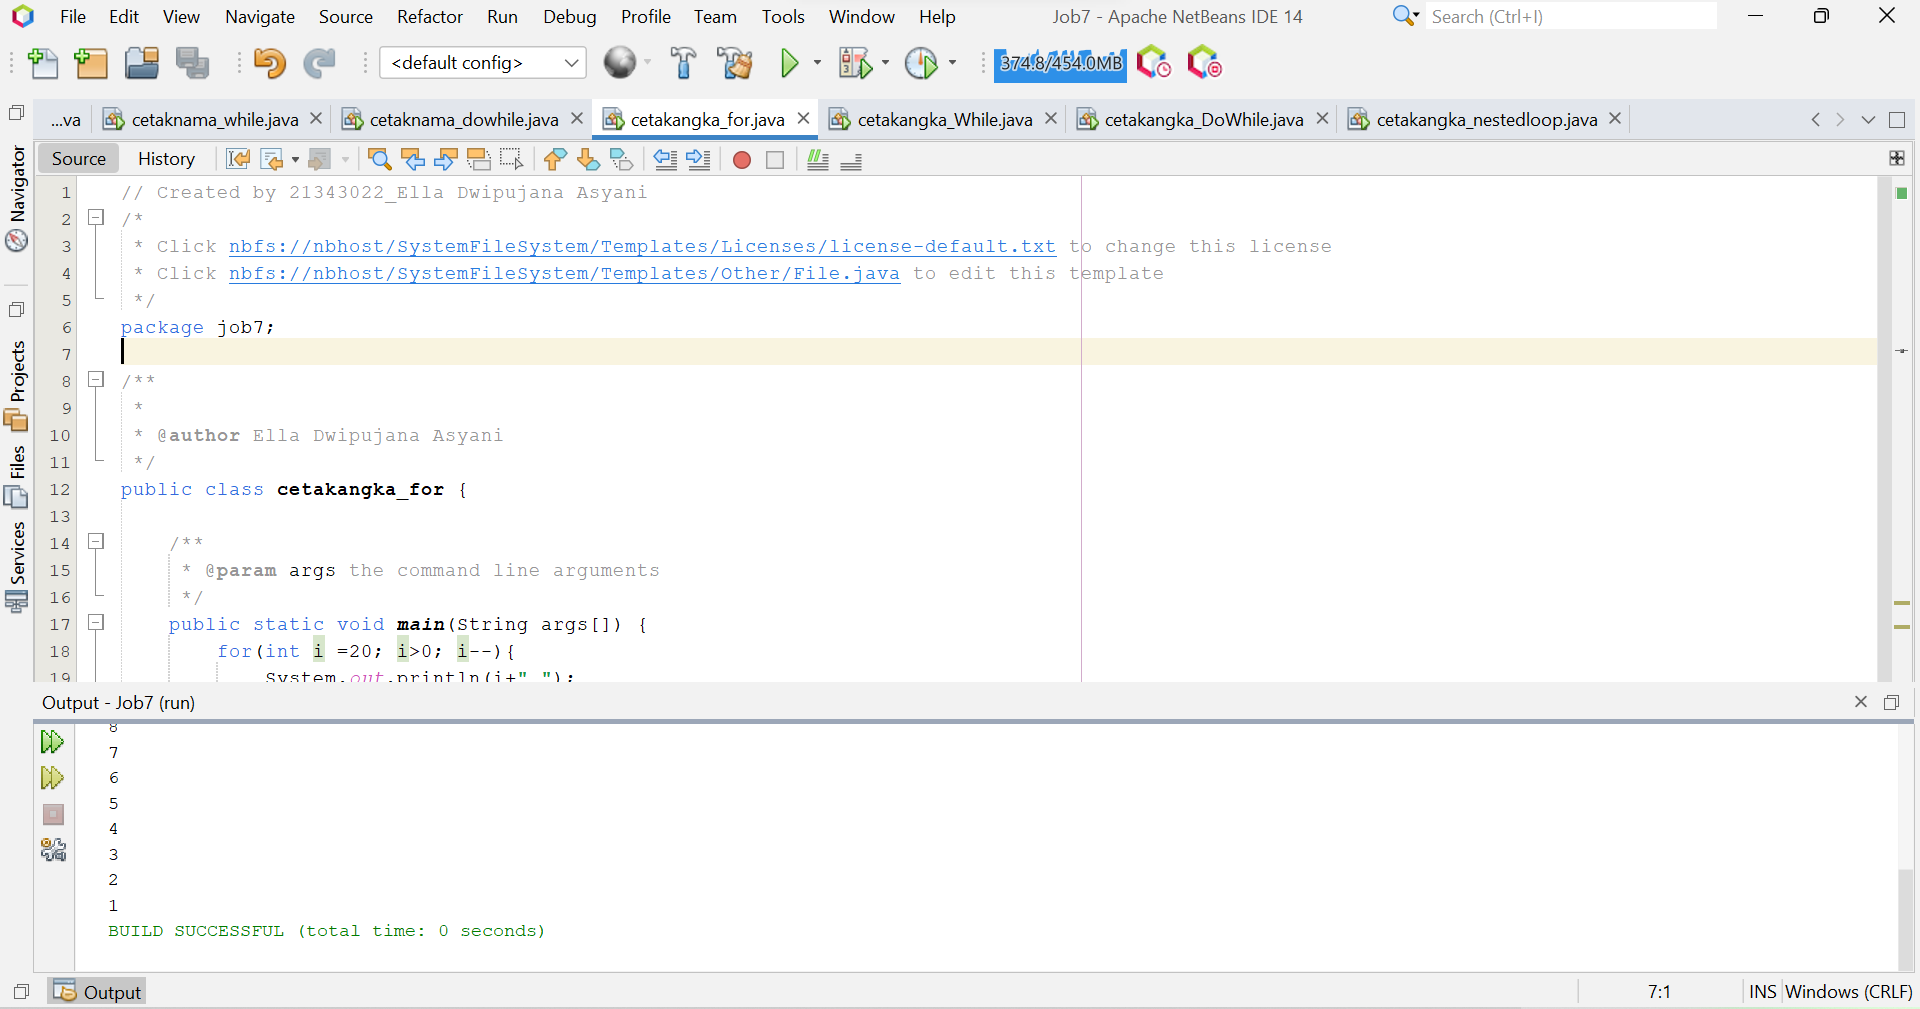 File Edit View Navigate Source Refactor Run Debug Profile Team Tools Window Help Job7 - Apache NetBeans IDE 14 Search (Ctrl+I)
<default config> 374.8/454.0MB
...va cetaknama_while.java cetaknama_dowhile.java cetakangka_for.java cetakangka_While.java cetakangka_DoWhile.java cetakangka_nestedloop.java
Source History
Navigator
Projects
Files
Services
1 // Created by 21343022_Ella Dwipujana Asyani
2 /*
3 * Click nbfs://nbhost/SystemFileSystem/Templates/Licenses/license-default.txt to change this license
4 * Click nbfs://nbhost/SystemFileSystem/Templates/Other/File.java to edit this template
5 */
6 package job7;
7
8 /**
9 *
10 * @author Ella Dwipujana Asyani
11 */
12 public class cetakangka_for {
13
14 /**
15 * @param args the command line arguments
16 */
17 public static void main(String args[]) {
18 for(int i =20; i>0; i--){
19 System.out.println(i+" ");
Output - Job7 (run)
8
7
6
5
4
3
2
1
BUILD SUCCESSFUL (total time: 0 seconds)
Output 7:1 INS Windows (CRLF)